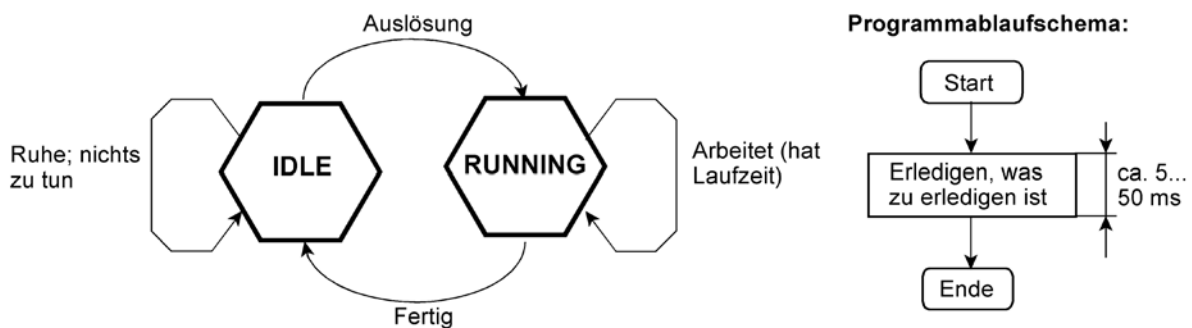 Auslösung
Ruhe; nichts
zu tun
IDLE
RUNNING
Arbeitet (hat
Laufzeit)
Fertig
Programmablaufschema:
Start
Erledigen, was
zu erledigen ist
ca. 5...
50 ms
Ende